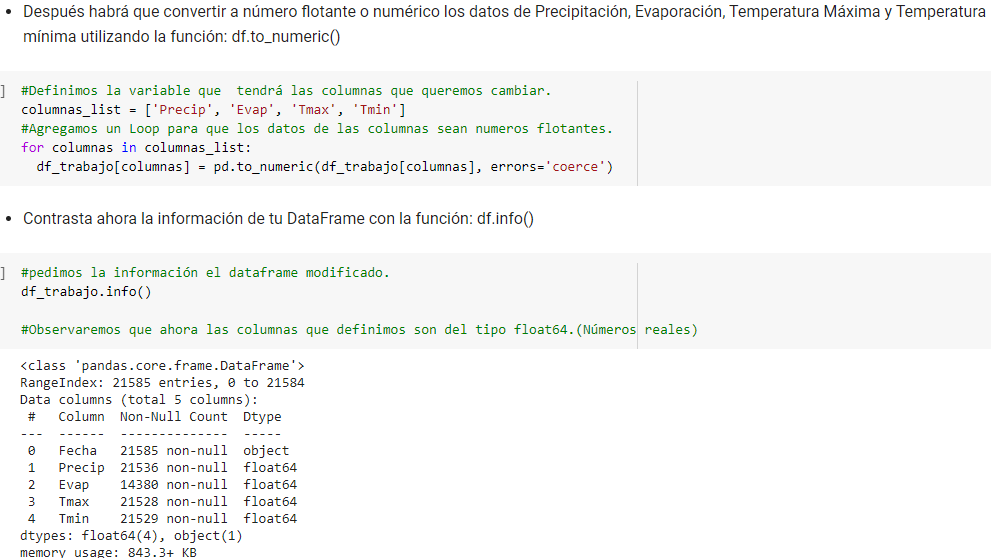 • Después habrá que convertir a número flotante o numérico los datos de Precipitación, Evaporación, Temperatura Máxima y Temperatura
mínima utilizando la función: df.to_numeric()
] #Definimos la variable que  tendrá las columnas que queremos cambiar.
columnas_list = ['Precip', 'Evap', 'Tmax', 'Tmin']
#Agregamos un Loop para que los datos de las columnas sean numeros flotantes.
for columnas in columnas_list:
  df_trabajo[columnas] = pd.to_numeric(df_trabajo[columnas], errors='coerce')
• Contrasta ahora la información de tu DataFrame con la función: df.info()
] #pedimos la información el dataframe modificado.
df_trabajo.info()
#Observaremos que ahora las columnas que definimos son del tipo float64.(Números reales)
<class 'pandas.core.frame.DataFrame'>
RangeIndex: 21585 entries, 0 to 21584
Data columns (total 5 columns):
 #   Column  Non-Null Count  Dtype
---  ------  --------------  -----
 0   Fecha   21585 non-null  object
 1   Precip  21536 non-null  float64
 2   Evap    14380 non-null  float64
 3   Tmax    21528 non-null  float64
 4   Tmin    21529 non-null  float64
dtypes: float64(4), object(1)
memory usage: 843.3+ KB